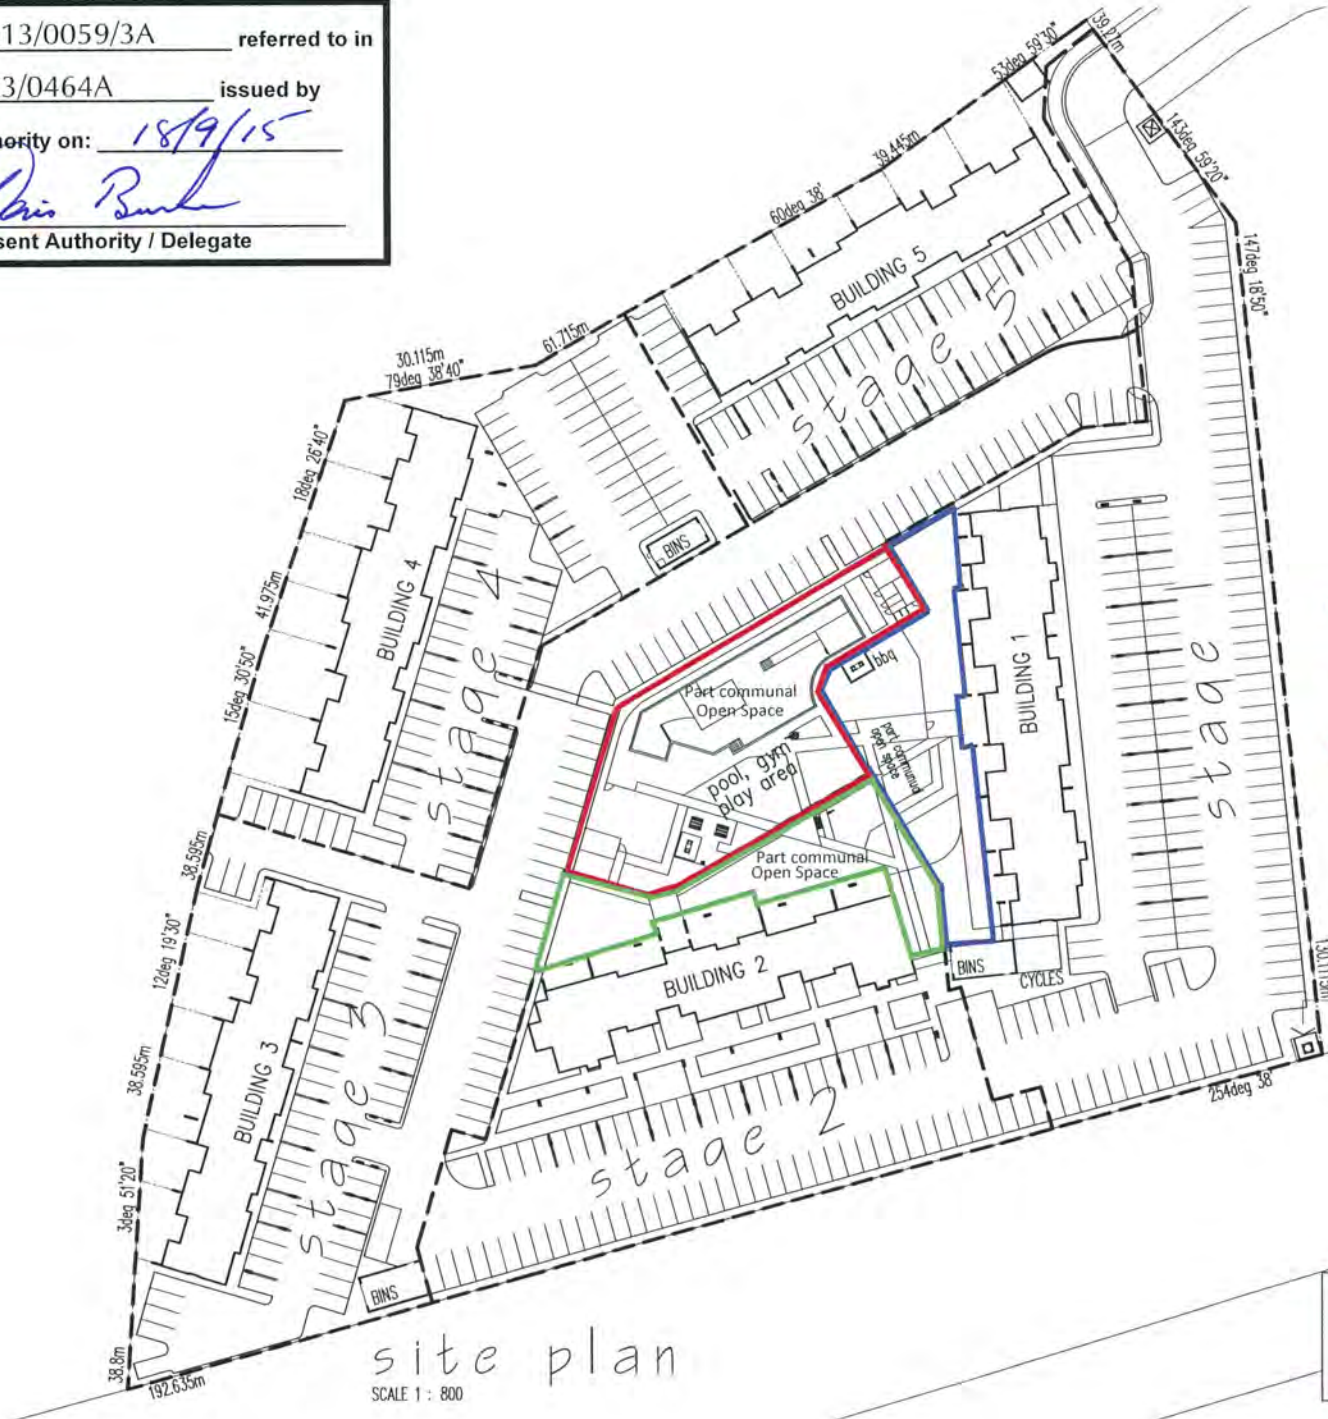 13/0059/3A referred to in
3/0464A issued by
ority on: 18/9/15
sent Authority / Delegate
53deg 59'30"
39.27m
143deg 59'20"
147deg 18'50"
39.445m
60deg 38'
BUILDING 5
stage 5
61.715m
30.115m
79deg 38'40"
18deg 26'40"
BUILDING 4
stage 4
BINS
41.975m
15deg 30'50"
bbq
Part communal
Open Space
pool, gym
play area
part communal
open space
BUILDING 1
stage
38.595m
Part communal
Open Space
12deg 19'30"
BUILDING 2
BINS
CYCLES
BUILDING 3
stage 3
38.595m
254deg 38'
stage 2
3deg 51'20"
BINS
38.8m
192.635m
site plan
SCALE 1 : 800